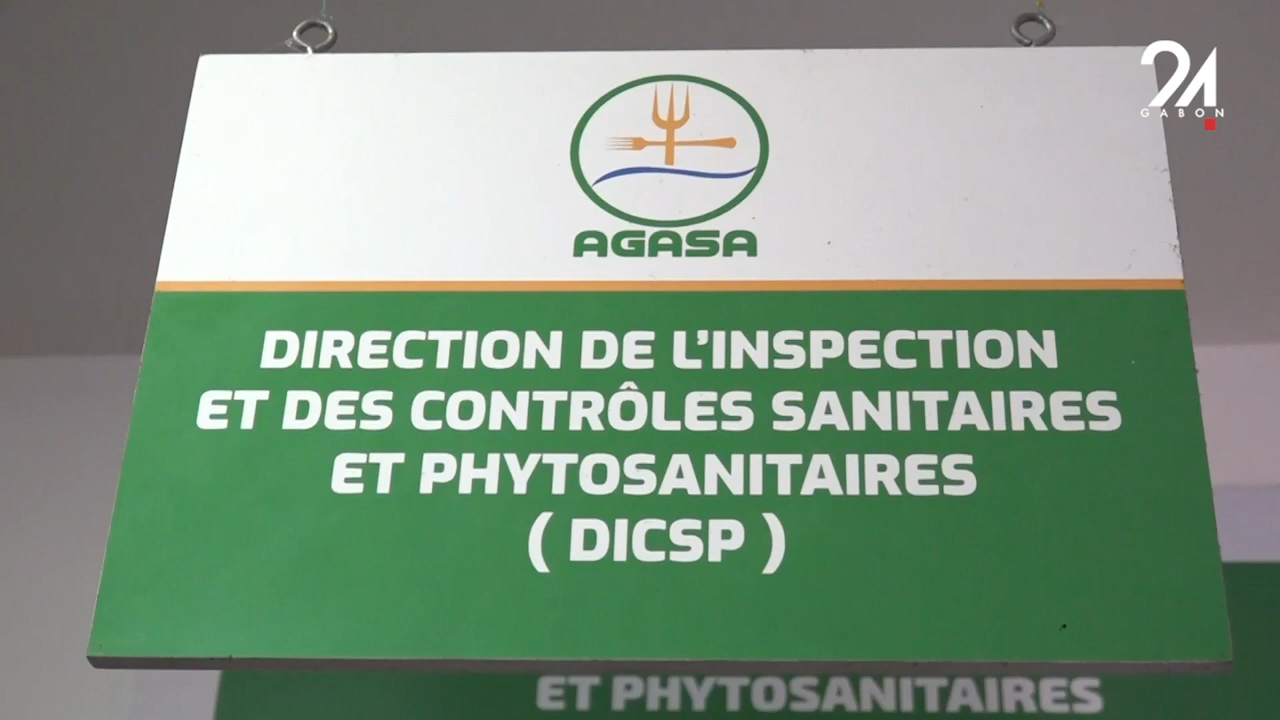 24
GABON
AGASA
DIRECTION DE L'INSPECTION
ET DES CONTRÔLES SANITAIRES
ET PHYTOSANITAIRES
( DICSP )
ET PHYTOSANITAIRES